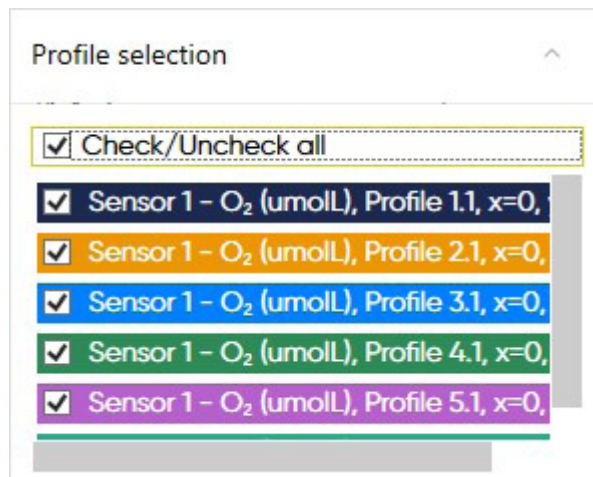 Profile selection
Check/Uncheck all
Sensor 1 - O₂ (umolL), Profile 1.1, x=0,
Sensor 1 - O₂ (umolL), Profile 2.1, x=0,
Sensor 1 - O₂ (umolL), Profile 3.1, x=0,
Sensor 1 - O₂ (umolL), Profile 4.1, x=0,
Sensor 1 - O₂ (umolL), Profile 5.1, x=0,